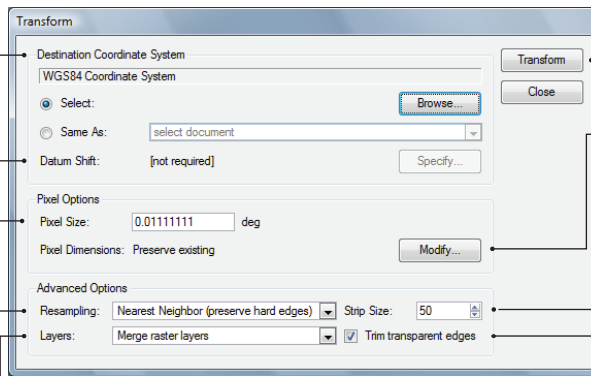 Transform
Destination Coordinate System
WGS84 Coordinate System
Select:
Browse...
Same As:
select document
Datum Shift:
[not required]
Specify...
Transform
Close
Pixel Options
Pixel Size:
0.01111111
deg
Pixel Dimensions:
Preserve existing
Modify...
Advanced Options
Resampling:
Nearest Neighbor (preserve hard edges)
Strip Size:
50
Layers:
Merge raster layers
Trim transparent edges